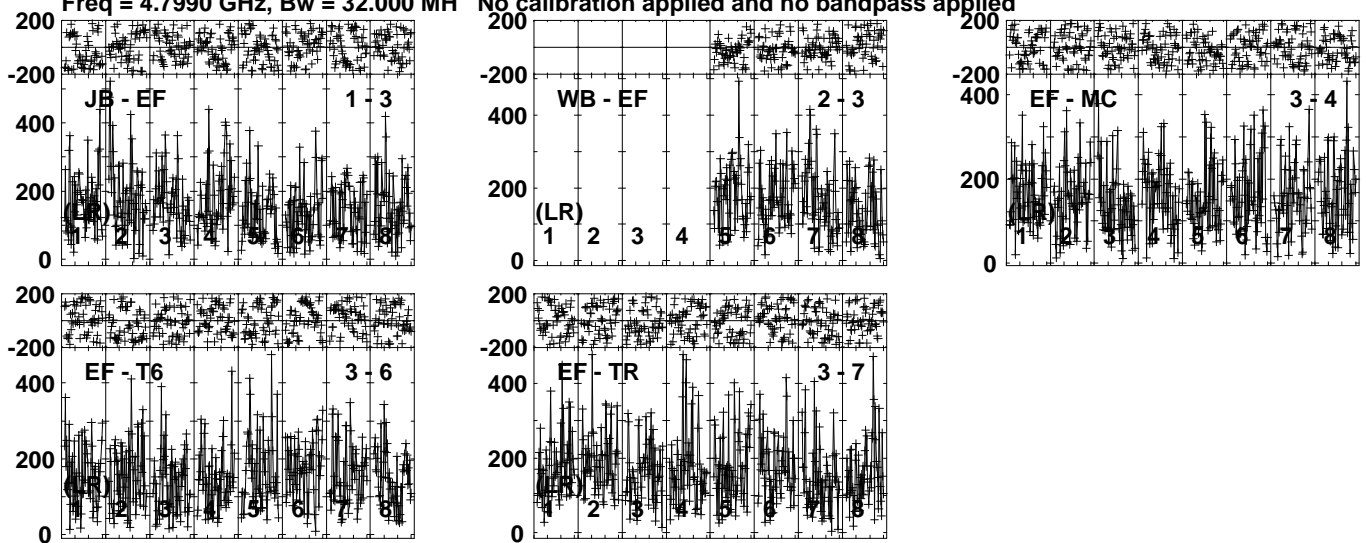 Freq = 4.7990 GHz, Bw = 32.000 MH No calibration applied and no bandpass applied
200
-200
JB - EF 1 - 3
400
200
(LR)
0
1 2 3 4 5 6 7 8
200
-200
WB - EF 2 - 3
400
200
(LR)
0
1 2 3 4 5 6 7 8
200
-200
EF - MC 3 - 4
400
200
(LR)
0
1 2 3 4 5 6 7 8
200
-200
EF - T6 3 - 6
400
200
(LR)
0
1 2 3 4 5 6 7 8
200
-200
EF - TR 3 - 7
400
200
(LR)
0
1 2 3 4 5 6 7 8